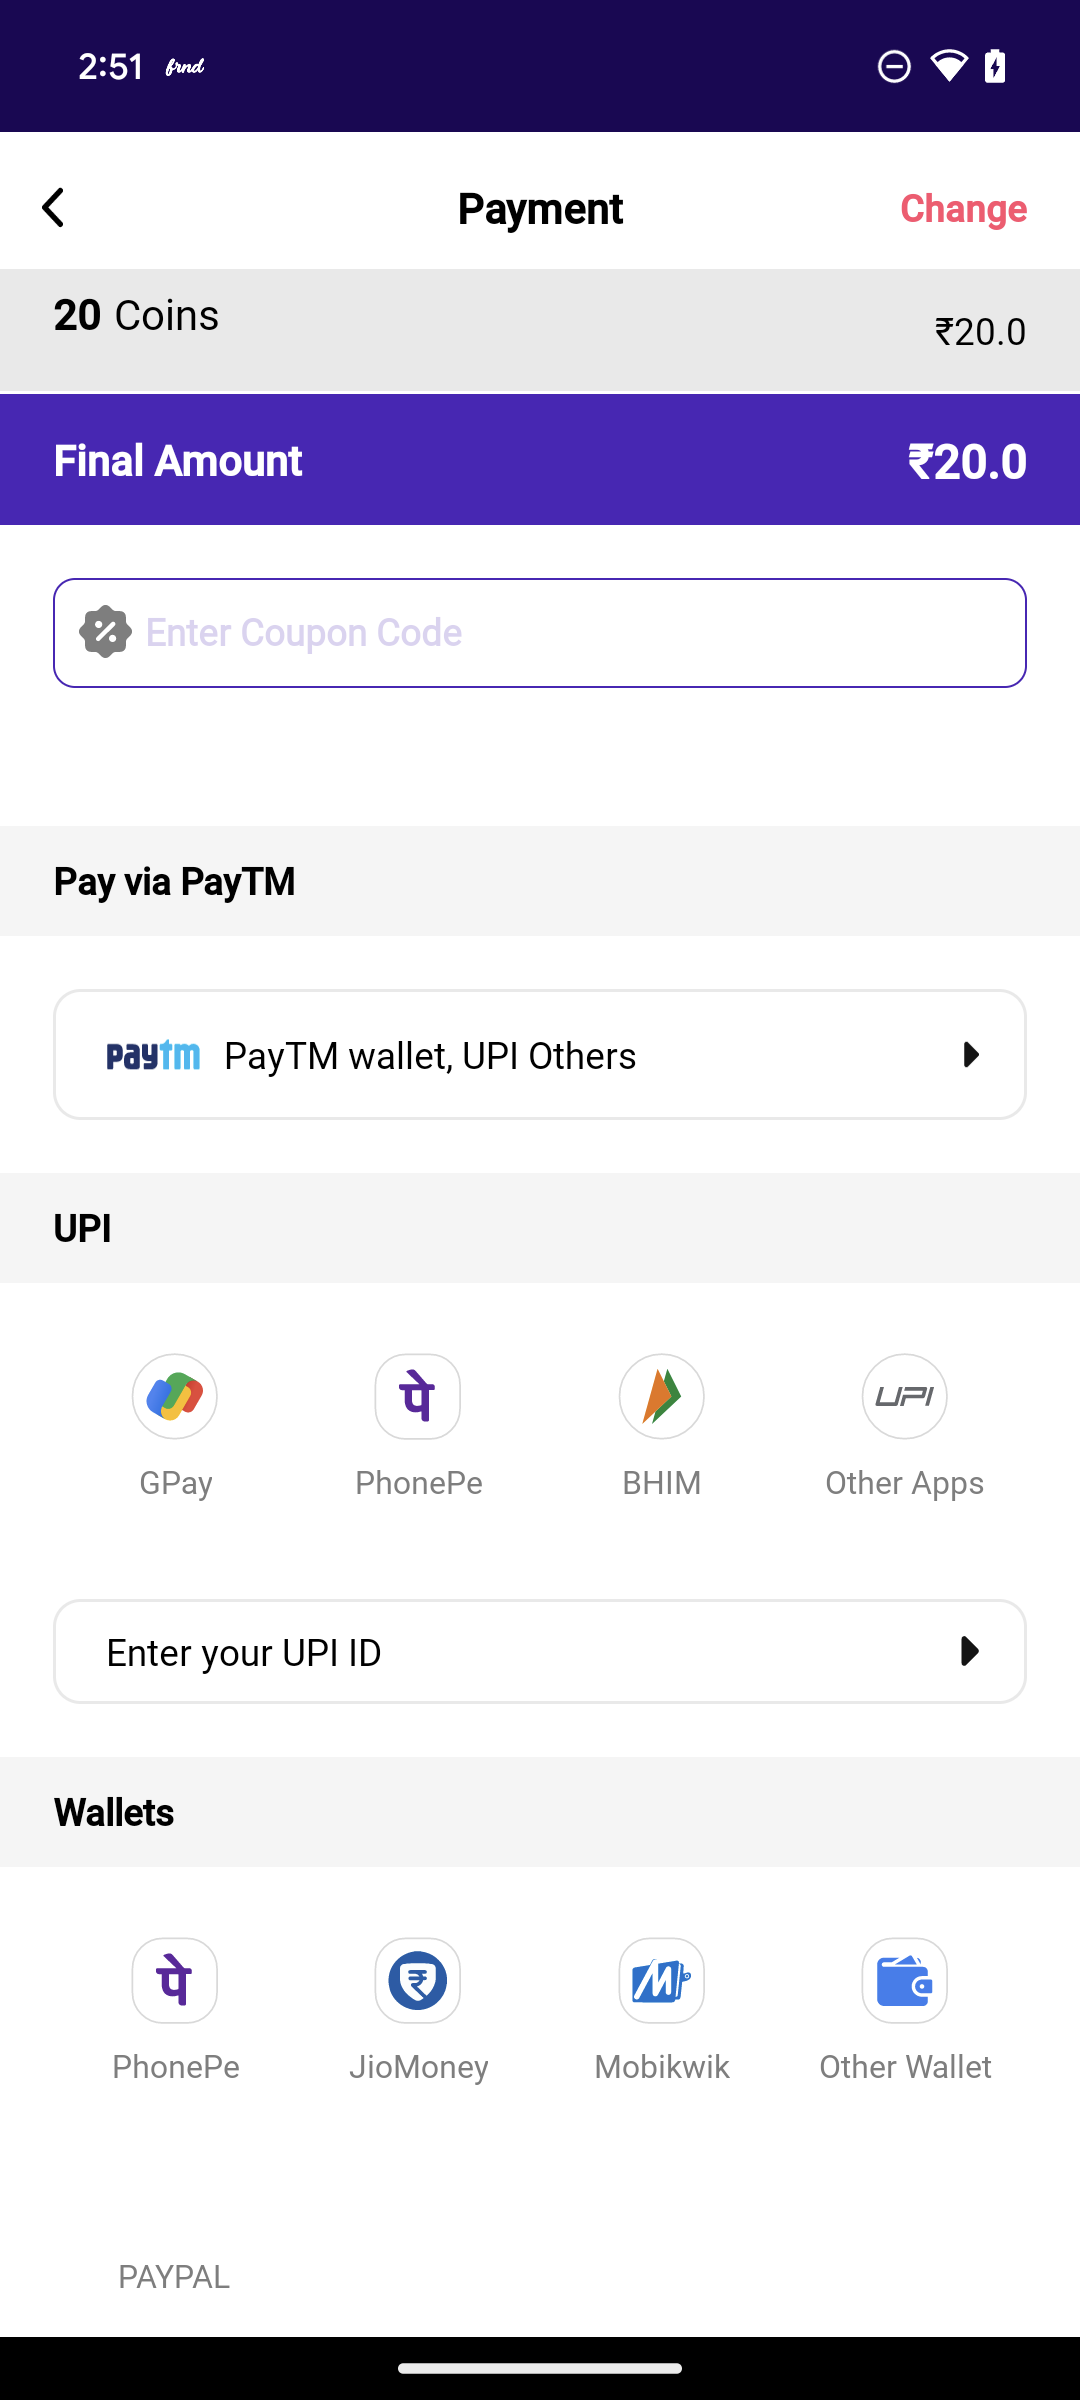 2:51 frnd
Payment Change
20 Coins ₹20.0
Final Amount ₹20.0
Enter Coupon Code
Pay via PayTM
paytm PayTM wallet, UPI Others
UPI
पे UPI
GPay PhonePe BHIM Other Apps
Enter your UPI ID
Wallets
पे ₹ M
PhonePe JioMoney Mobikwik Other Wallet
PAYPAL